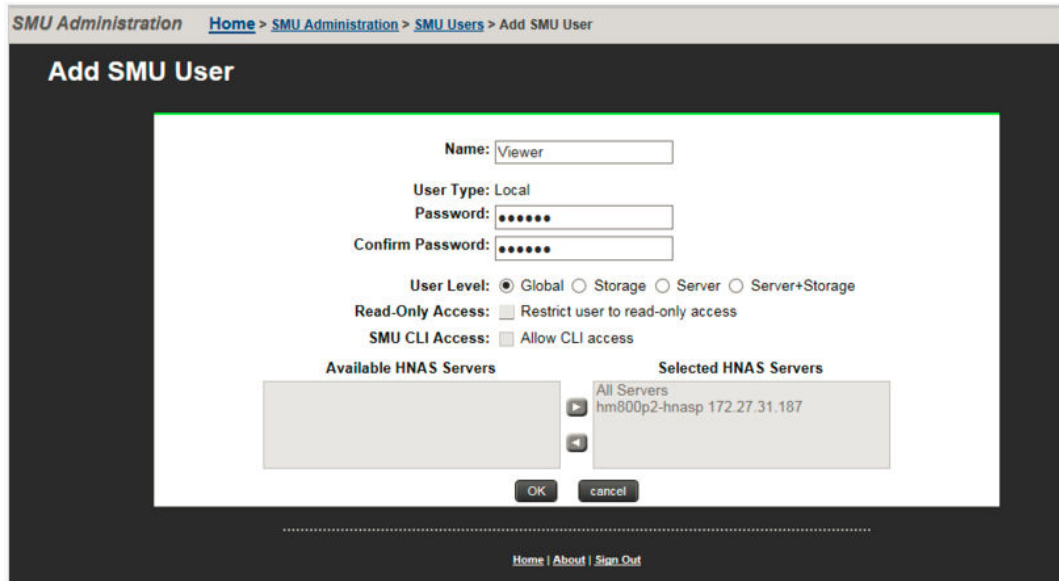 SMU Administration Home > SMU Administration > SMU Users > Add SMU User
Add SMU User
Name: Viewer
User Type: Local
Password: ••••••
Confirm Password: ••••••
User Level: Global Storage Server Server+Storage
Read-Only Access: Restrict user to read-only access
SMU CLI Access: Allow CLI access
Available HNAS Servers Selected HNAS Servers
All Servers
hm800p2-hnasp 172.27.31.187
OK cancel
Home | About | Sign Out